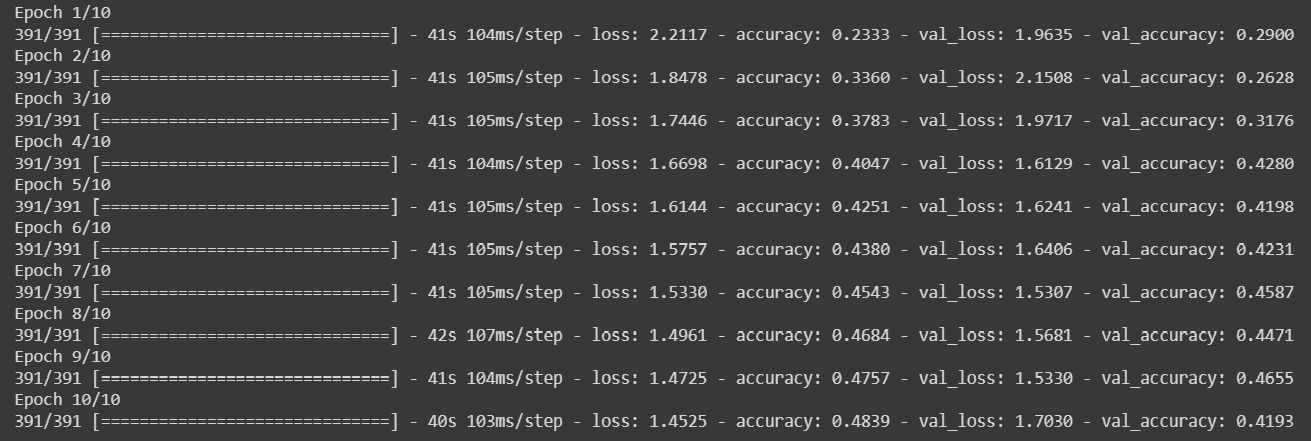 Epoch 1/10
391/391 [==============================] - 41s 104ms/step - loss: 2.2117 - accuracy: 0.2333 - val_loss: 1.9635 - val_accuracy: 0.2900
Epoch 2/10
391/391 [==============================] - 41s 105ms/step - loss: 1.8478 - accuracy: 0.3360 - val_loss: 2.1508 - val_accuracy: 0.2628
Epoch 3/10
391/391 [==============================] - 41s 105ms/step - loss: 1.7446 - accuracy: 0.3783 - val_loss: 1.9717 - val_accuracy: 0.3176
Epoch 4/10
391/391 [==============================] - 41s 104ms/step - loss: 1.6698 - accuracy: 0.4047 - val_loss: 1.6129 - val_accuracy: 0.4280
Epoch 5/10
391/391 [==============================] - 41s 105ms/step - loss: 1.6144 - accuracy: 0.4251 - val_loss: 1.6241 - val_accuracy: 0.4198
Epoch 6/10
391/391 [==============================] - 41s 105ms/step - loss: 1.5757 - accuracy: 0.4380 - val_loss: 1.6406 - val_accuracy: 0.4231
Epoch 7/10
391/391 [==============================] - 41s 105ms/step - loss: 1.5330 - accuracy: 0.4543 - val_loss: 1.5307 - val_accuracy: 0.4587
Epoch 8/10
391/391 [==============================] - 42s 107ms/step - loss: 1.4961 - accuracy: 0.4684 - val_loss: 1.5681 - val_accuracy: 0.4471
Epoch 9/10
391/391 [==============================] - 41s 104ms/step - loss: 1.4725 - accuracy: 0.4757 - val_loss: 1.5330 - val_accuracy: 0.4655
Epoch 10/10
391/391 [==============================] - 40s 103ms/step - loss: 1.4525 - accuracy: 0.4839 - val_loss: 1.7030 - val_accuracy: 0.4193